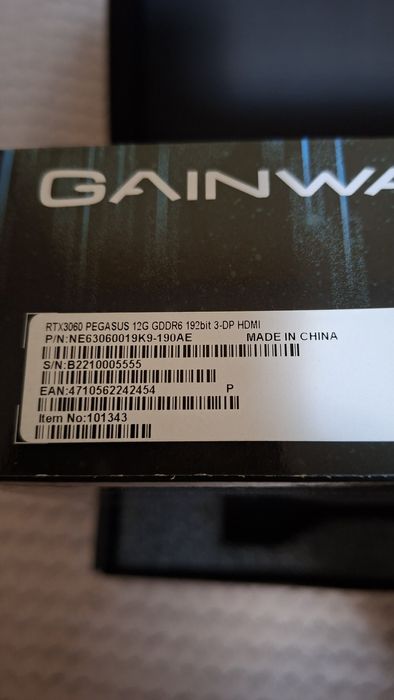 GAINWA
RTX3060 PEGASUS 12G GDDR6 192bit 3-DP HDMI
P/N:NE63060019K9-190AE MADE IN CHINA
S/N:B2210005555
EAN:4710562242454 P
Item No:101343